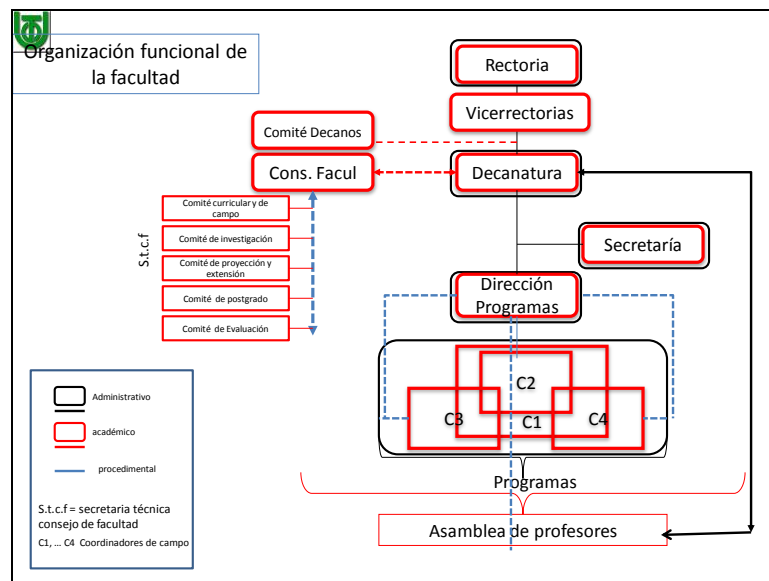 Organización funcional de
la facultad
Rectoria
Vicerrectorias
Comité Decanos
Cons. Facul
Decanatura
Comité curricular y de
campo
Comité de investigación
Comité de proyección y
extensión
Comité de postgrado
Comité de Evaluación
S.t.c.f
Secretaría
Dirección
Programas
C2
C3
C1
C4
Programas
Asamblea de profesores
Administrativo
académico
procedimental
S.t.c.f = secretaria técnica
consejo de facultad
C1, ... C4 Coordinadores de campo